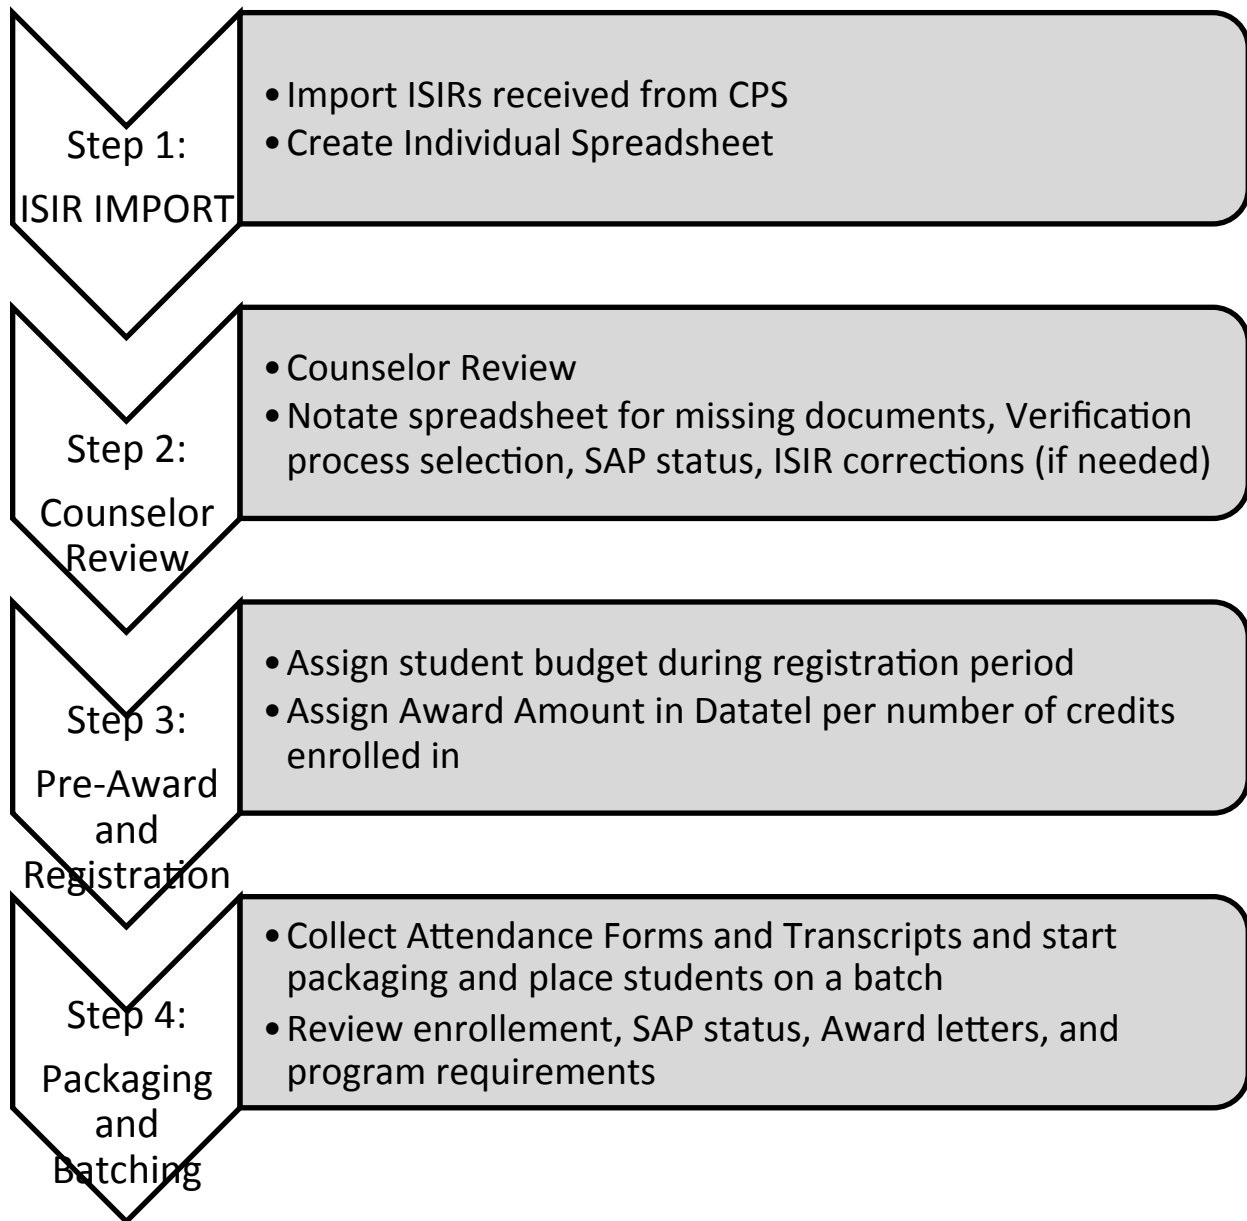 Step 1:
ISIR IMPORT
•Import ISIRs received from CPS
•Create Individual Spreadsheet
Step 2:
Counselor
Review
•Counselor Review
•Notate spreadsheet for missing documents, Verification
process selection, SAP status, ISIR corrections (if needed)
Step 3:
Pre-Award
and
Registration
•Assign student budget during registration period
•Assign Award Amount in Datatel per number of credits
enrolled in
Step 4:
Packaging
and
Batching
•Collect Attendance Forms and Transcripts and start
packaging and place students on a batch
•Review enrollement, SAP status, Award letters, and
program requirements